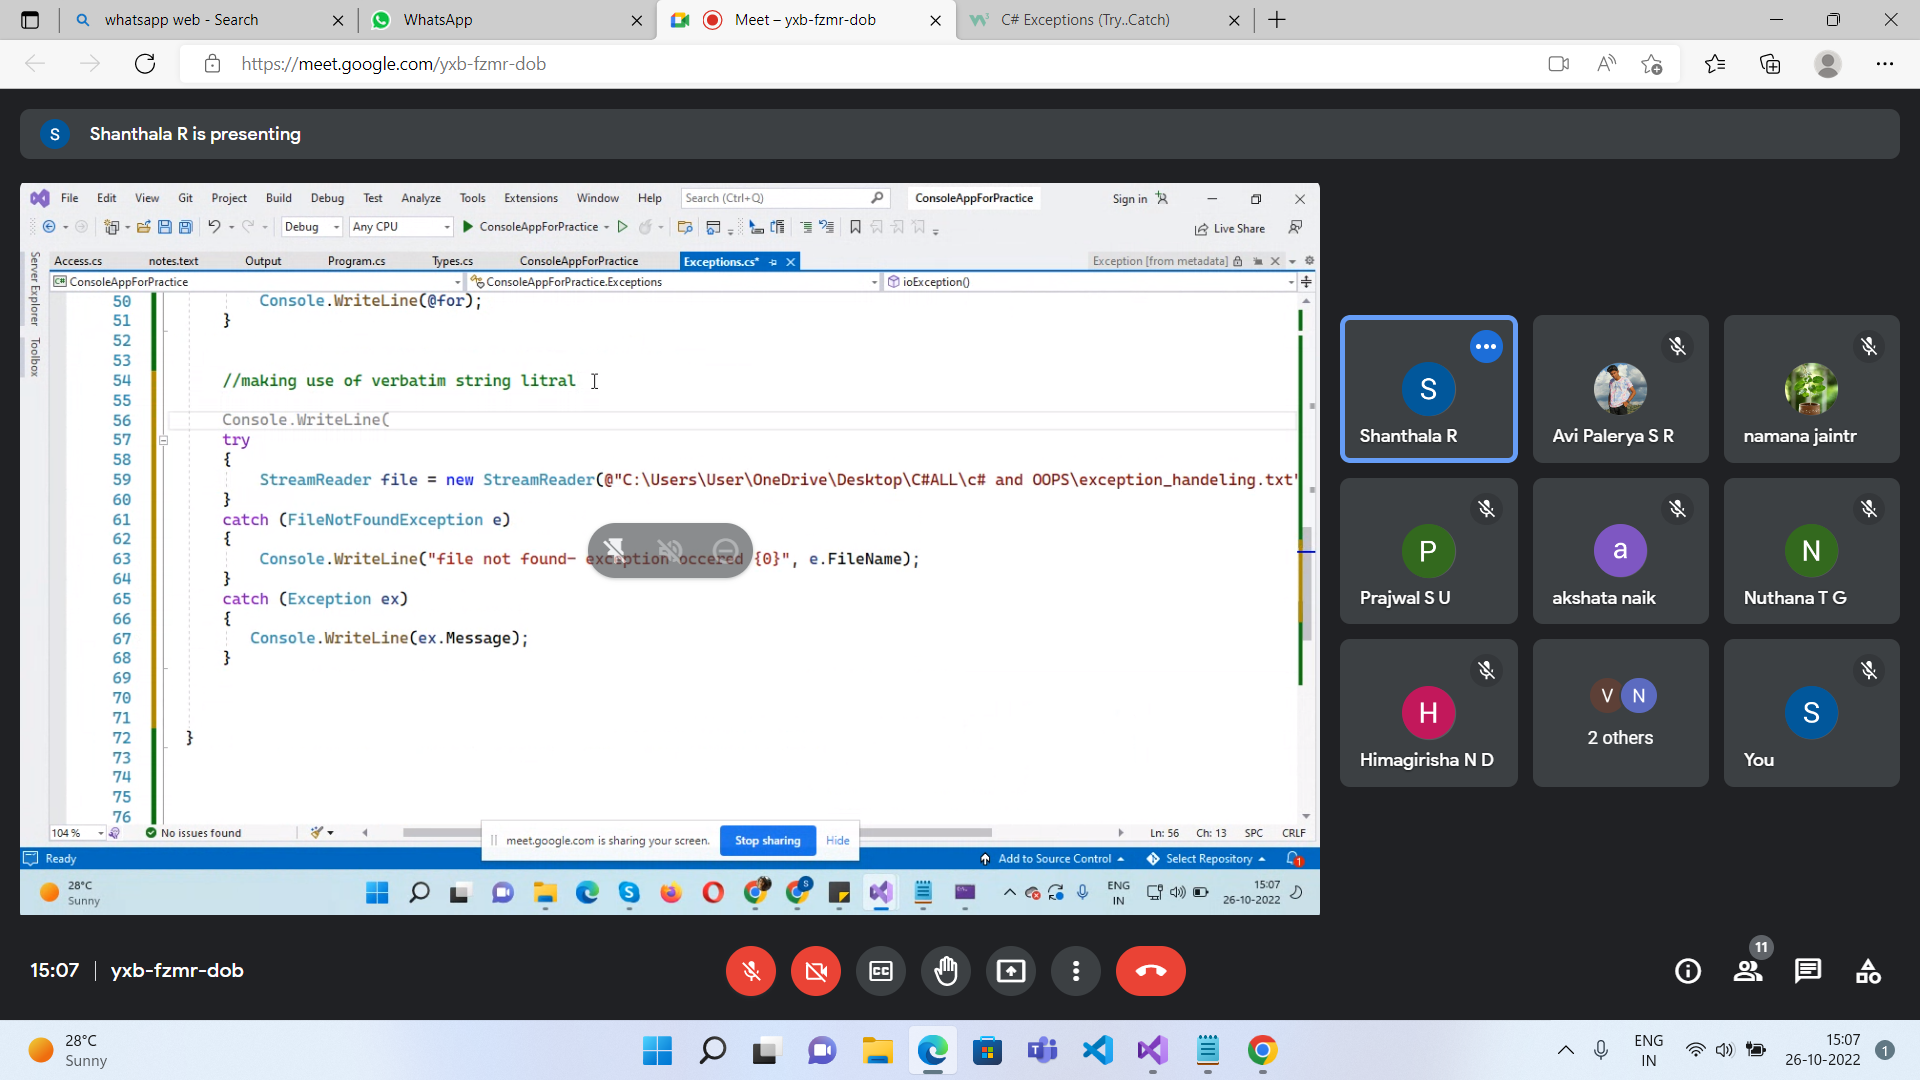 whatsapp web - Search
WhatsApp
Meet – yxb-fzmr-dob
C# Exceptions (Try..Catch)
https://meet.google.com/yxb-fzmr-dob
S Shanthala R is presenting
File Edit View Git Project Build Debug Test Analyze Tools Extensions Window Help Search (Ctrl+Q) ConsoleAppForPractice Sign in
Debug Any CPU ConsoleAppForPractice Live Share
Server Explorer
Toolbox
Access.cs notes.text Output Program.cs Types.cs ConsoleAppForPractice Exceptions.cs* Exception [from metadata]
C# ConsoleAppForPractice ConsoleAppForPractice.Exceptions ioException()
50 Console.WriteLine(@for);
51 }
52
53
54 //making use of verbatim string litral
55
56 Console.WriteLine(
57 try
58 {
59 StreamReader file = new StreamReader(@"C:\Users\User\OneDrive\Desktop\C#ALL\c# and OOPS\exception_handeling.txt"
60 }
61 catch (FileNotFoundException e)
62 {
63 Console.WriteLine("file not found- exception occered {0}", e.FileName);
64 }
65 catch (Exception ex)
66 {
67 Console.WriteLine(ex.Message);
68 }
69
70
71
72 }
73
74
75
76
104 % No issues found Ln: 56 Ch: 13 SPC CRLF
meet.google.com is sharing your screen. Stop sharing Hide
Ready Add to Source Control Select Repository 1
28°C
Sunny
S
ENG
IN
15:07
26-10-2022
S
Shanthala R
Avi Palerya S R
namana jaintr
P
Prajwal S U
a
akshata naik
N
Nuthana T G
H
Himagirisha N D
V N
2 others
S
You
15:07 | yxb-fzmr-dob
CC
11
28°C
Sunny
ENG
IN
15:07
26-10-2022
1